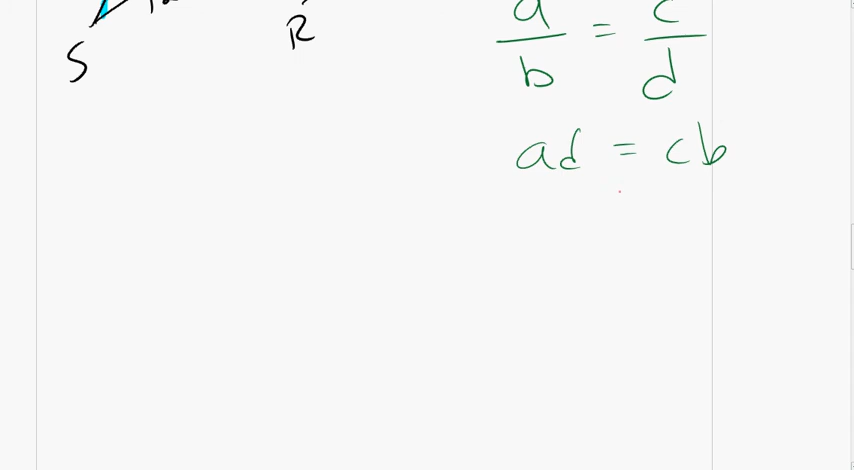 S
R
a/b = c/d
ad = cb